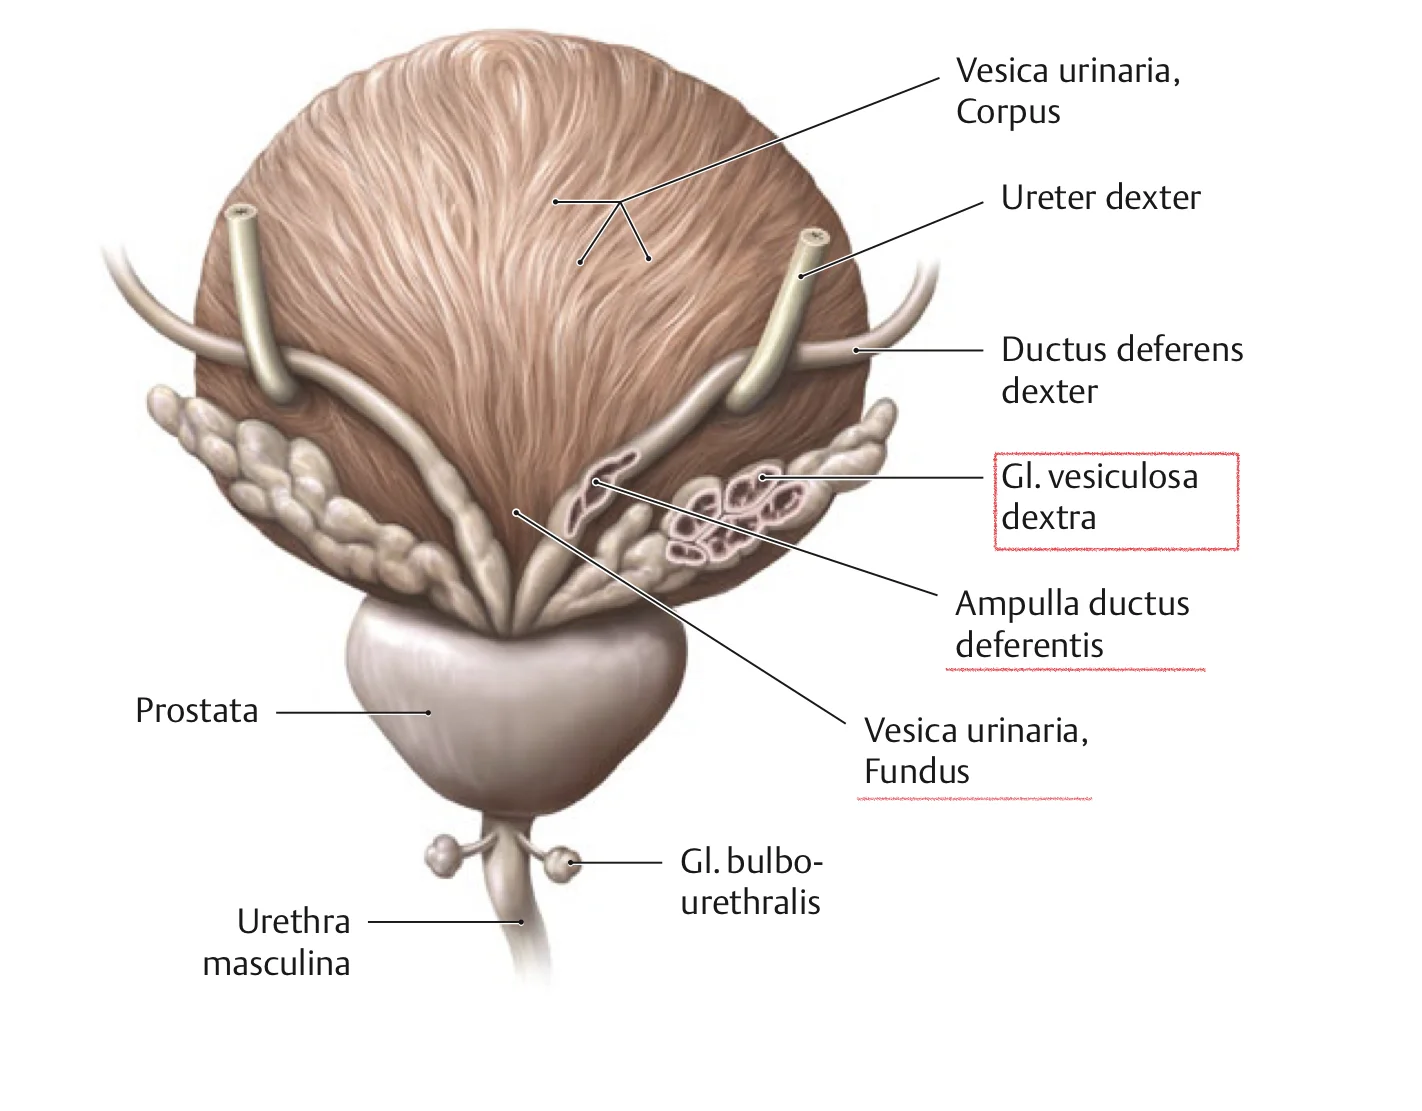 Vesica urinaria,
Corpus
Ureter dexter
Ductus deferens
dexter
Gl. vesiculosa
dextra
Ampulla ductus
deferentis
Prostata
Vesica urinaria,
Fundus
Gl. bulbo-
urethralis
Urethra
masculina